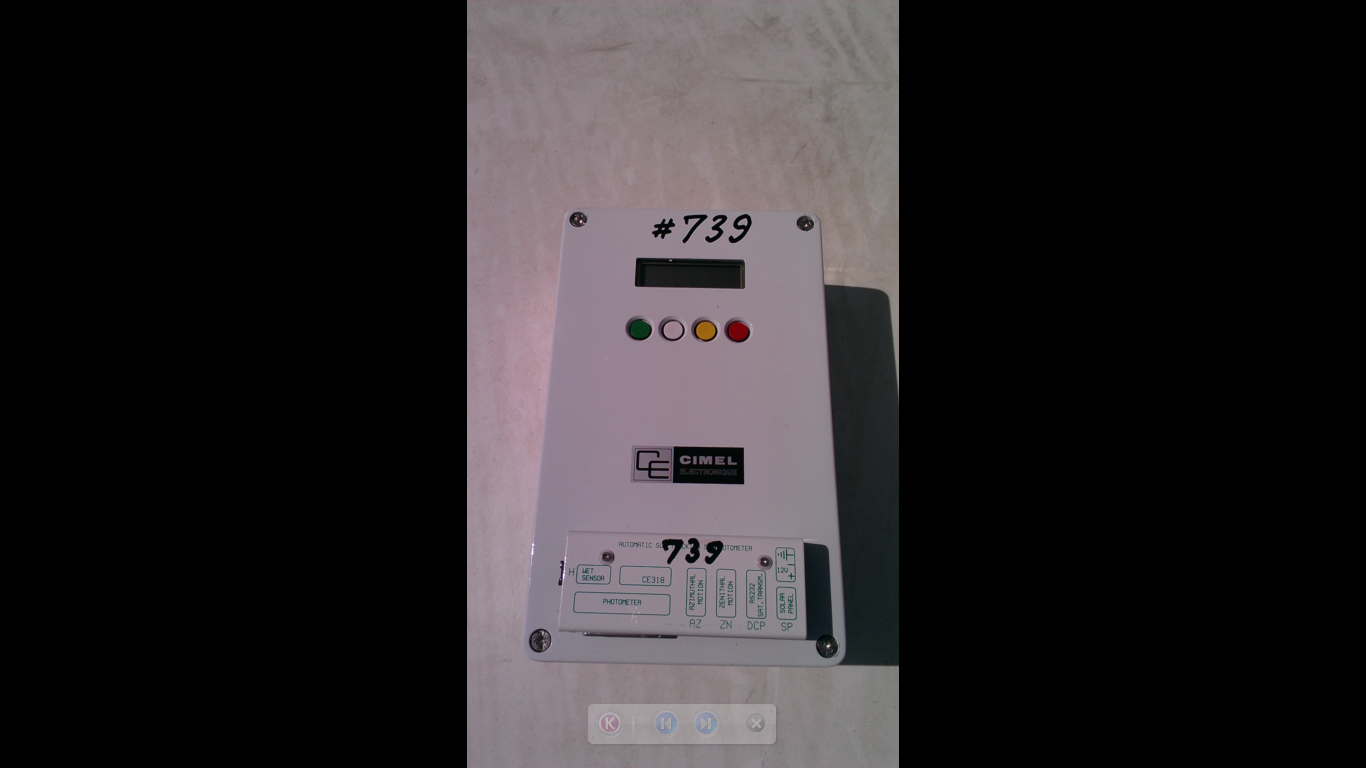 #739
CE CIMEL
ELECTRONIQUE
AUTOMATIC
739
H WET
SENSOR
CE318
PHOTOMETER
AZIMUTHAL
MOTION
AZ
ZENITHAL
MOTION
ZN
RS232
SAT.TRANSM.
DCP
12V
- +
SOLAR
PANEL
SP
K